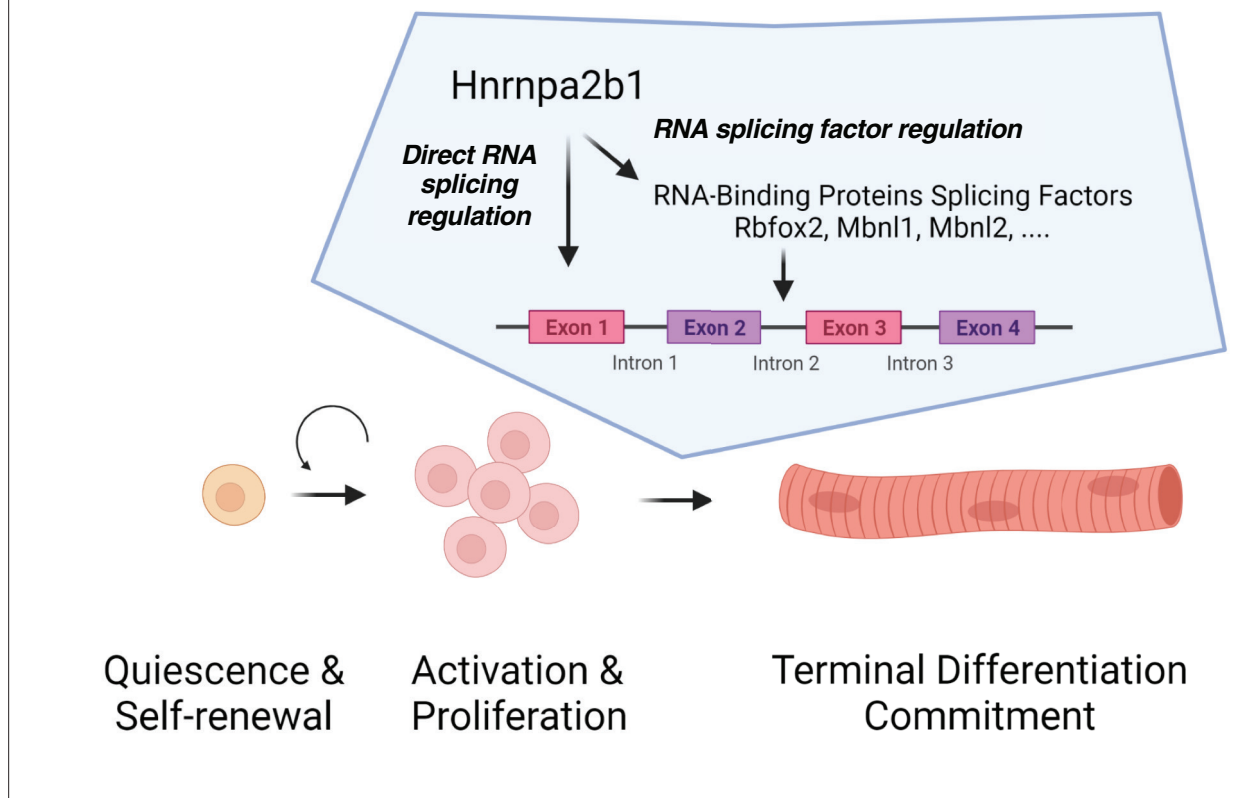 Hnrnpa2b1
RNA splicing factor regulation
Direct RNA
splicing
regulation
RNA-Binding Proteins Splicing Factors
Rbfox2, Mbnl1, Mbnl2, ....
Exon 1 Exon 2 Exon 3 Exon 4
Intron 1 Intron 2 Intron 3
Quiescence &
Self-renewal
Activation &
Proliferation
Terminal Differentiation
Commitment